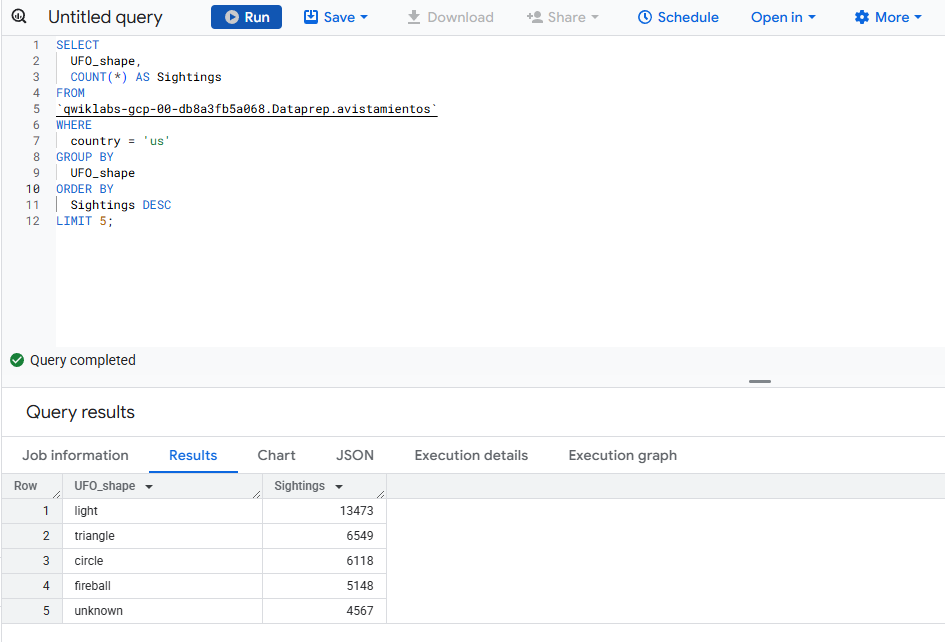 Untitled query Run Save Download Share Schedule Open in More
1 SELECT
2 UFO_shape,
3 COUNT(*) AS Sightings
4 FROM
5 `qwiklabs-gcp-00-db8a3fb5a068.Dataprep.avistamientos`
6 WHERE
7 country = 'us'
8 GROUP BY
9 UFO_shape
10 ORDER BY
11 Sightings DESC
12 LIMIT 5;
Query completed
Query results
Job information Results Chart JSON Execution details Execution graph
Row UFO_shape Sightings
1 light 13473
2 triangle 6549
3 circle 6118
4 fireball 5148
5 unknown 4567